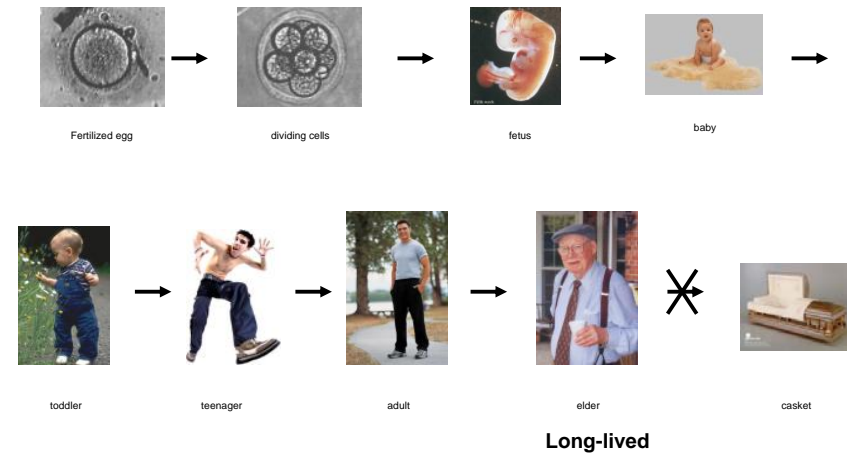 Fertilized egg
dividing cells
fetus
baby
toddler
teenager
adult
elder
casket
Long-lived